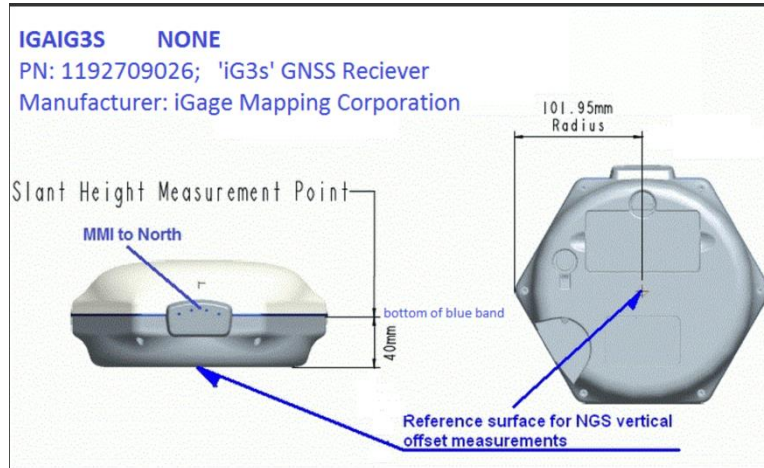 IGAIG3S NONE
PN: 1192709026; 'iG3s' GNSS Reciever
Manufacturer: iGage Mapping Corporation
101.95mm
Radius
Slant Height Measurement Point
MMI to North
bottom of blue band
40mm
Reference surface for NGS vertical
offset measurements